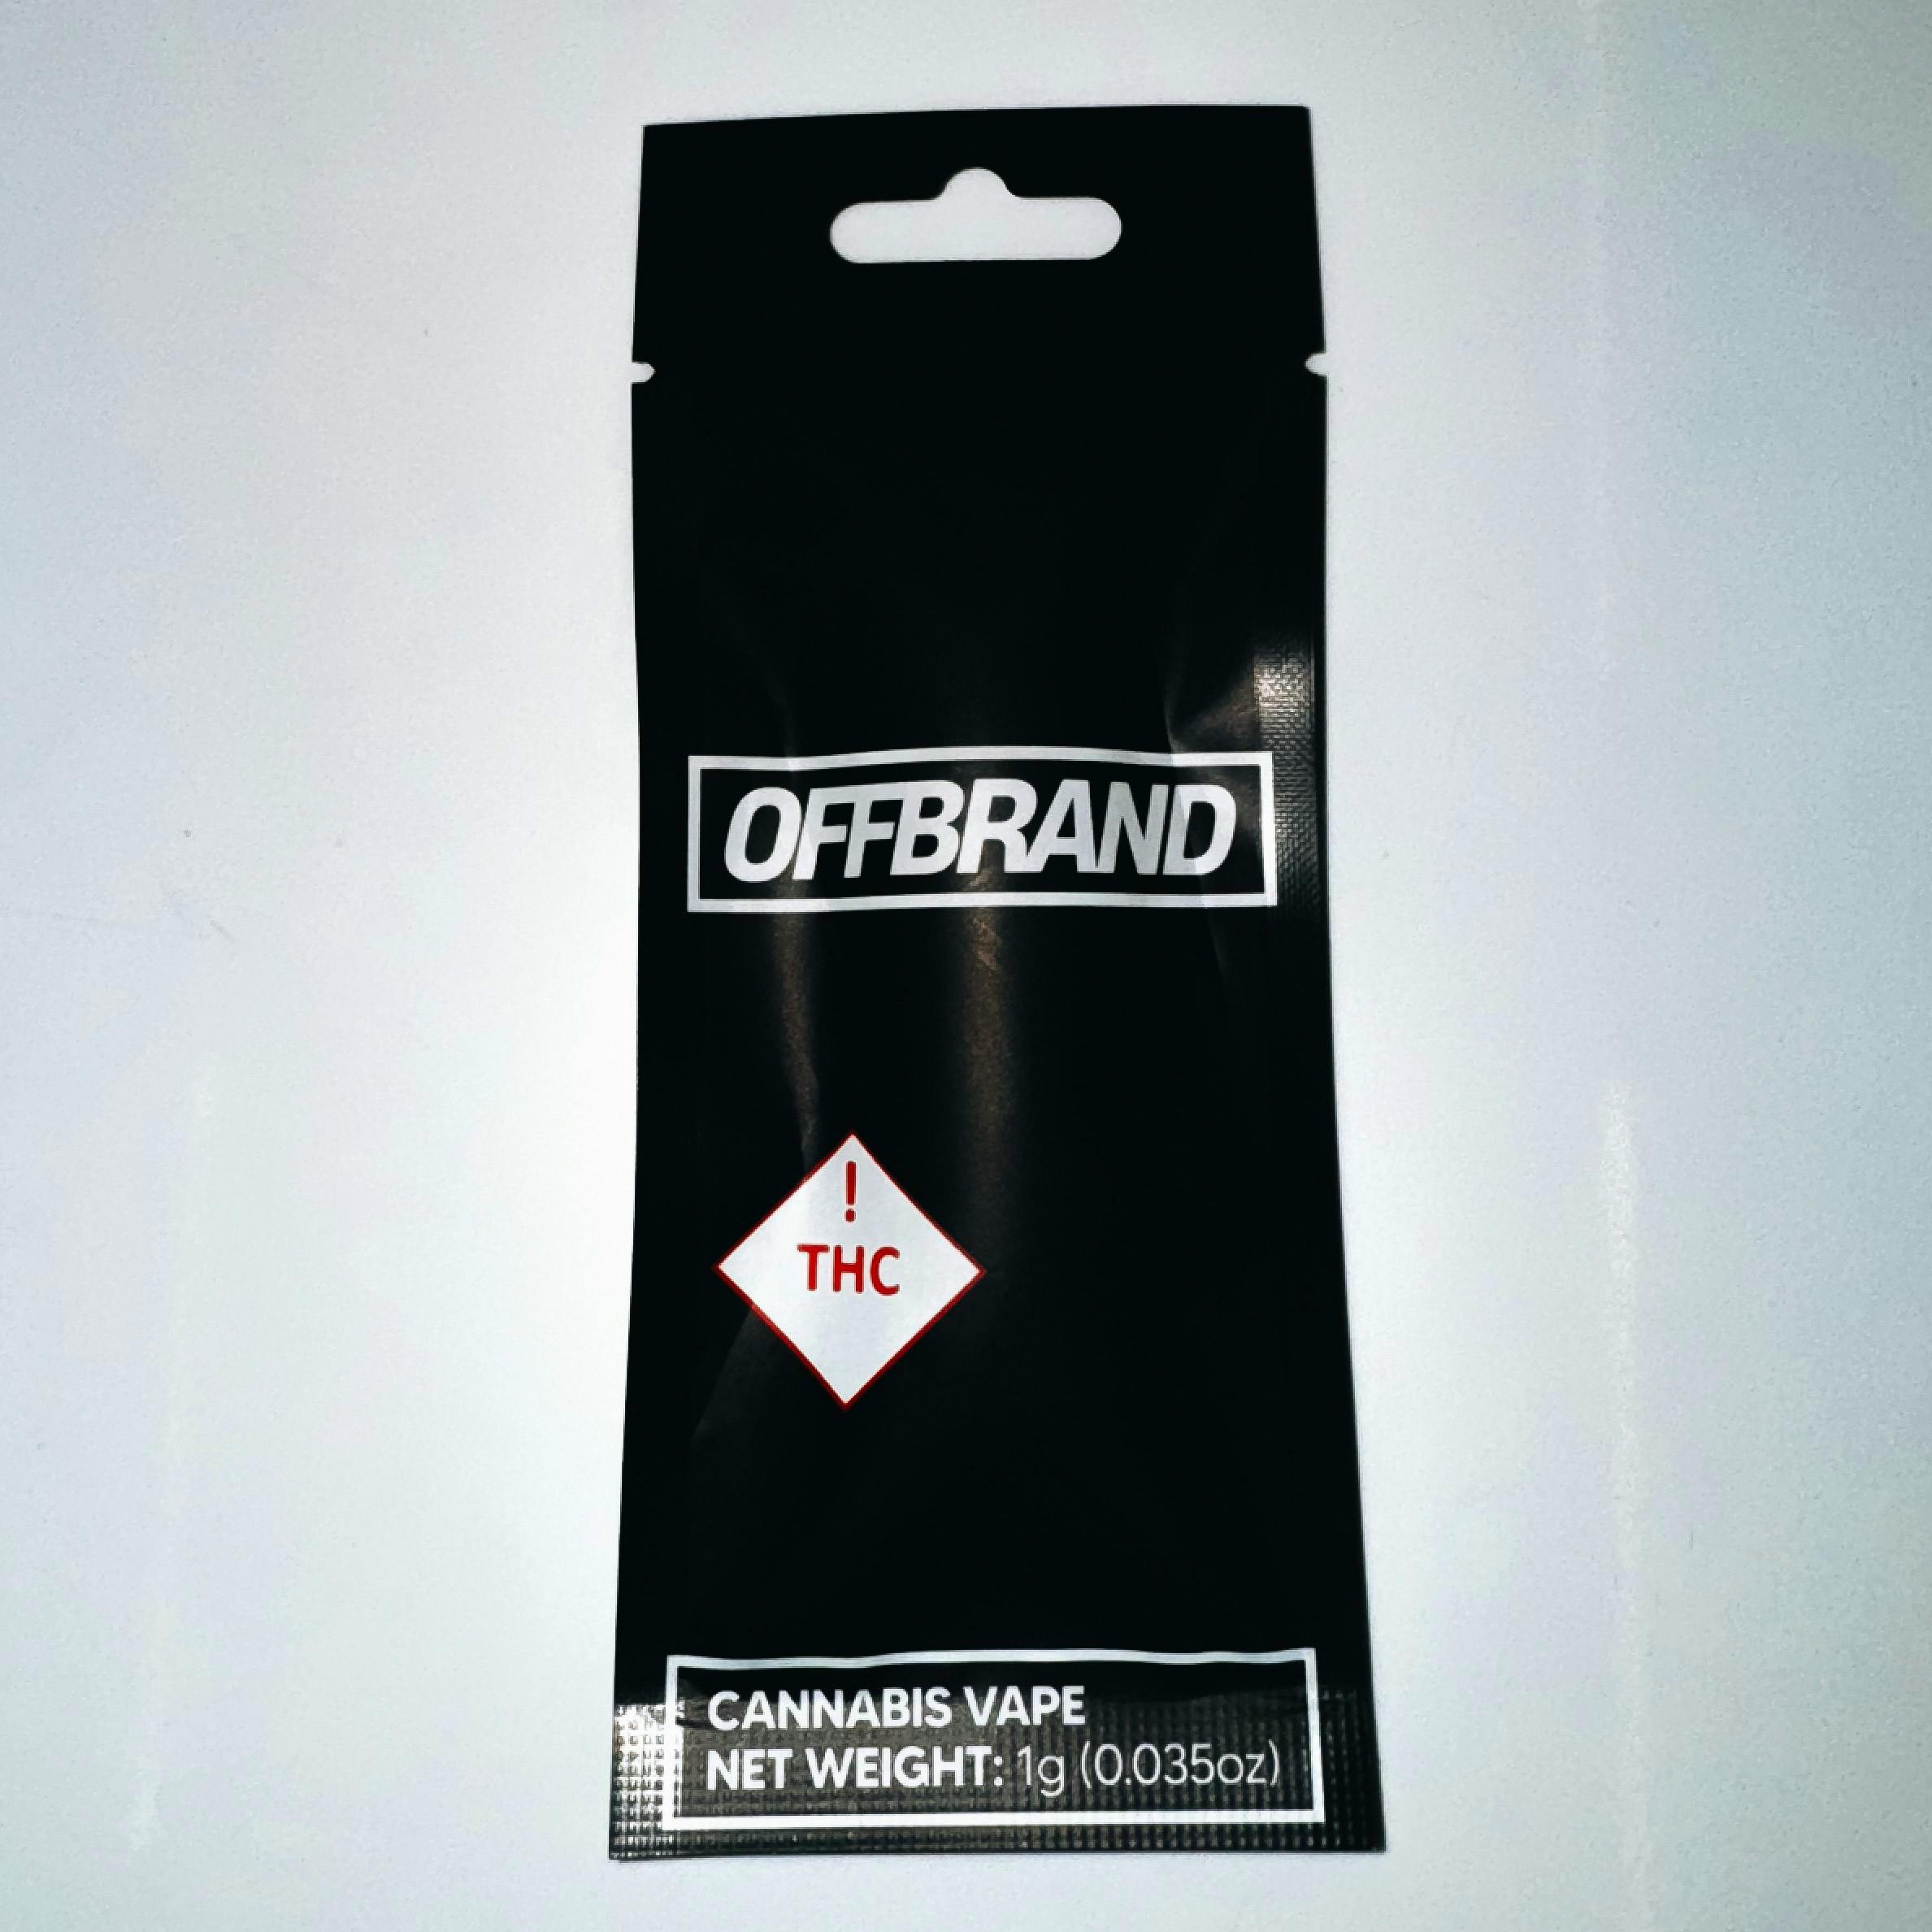 OFFBRAND
!
THC
CANNABIS VAPE
NET WEIGHT: 1g (0.035oz)